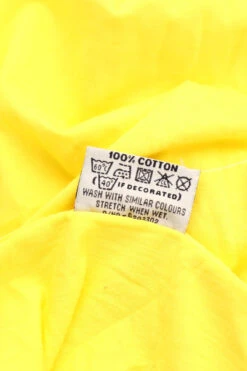 100% COTTON
60°
(40° IF DECORATED)
WASH WITH SIMILAR COLOURS
STRETCH WHEN WET